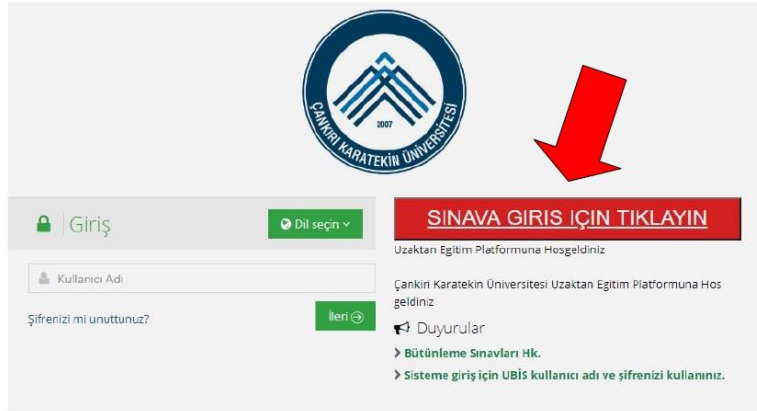 ÇANKIRI KARATEKİN ÜNİVERSİTESİ
2007
Giriş
Dil seçin
Kullanıcı Adı
Şifrenizi mi unuttunuz?
İleri
SINAVA GIRIS IÇIN TIKLAYIN
Uzaktan Egitim Platformuna Hosgeldiniz
Çankiri Karatekin Üniversitesi Uzaktan Egitim Platformuna Hos
geldiniz
Duyurular
Bütünleme Sınavları Hk.
Sisteme giriş için UBİS kullanıcı adı ve şifrenizi kullanınız.